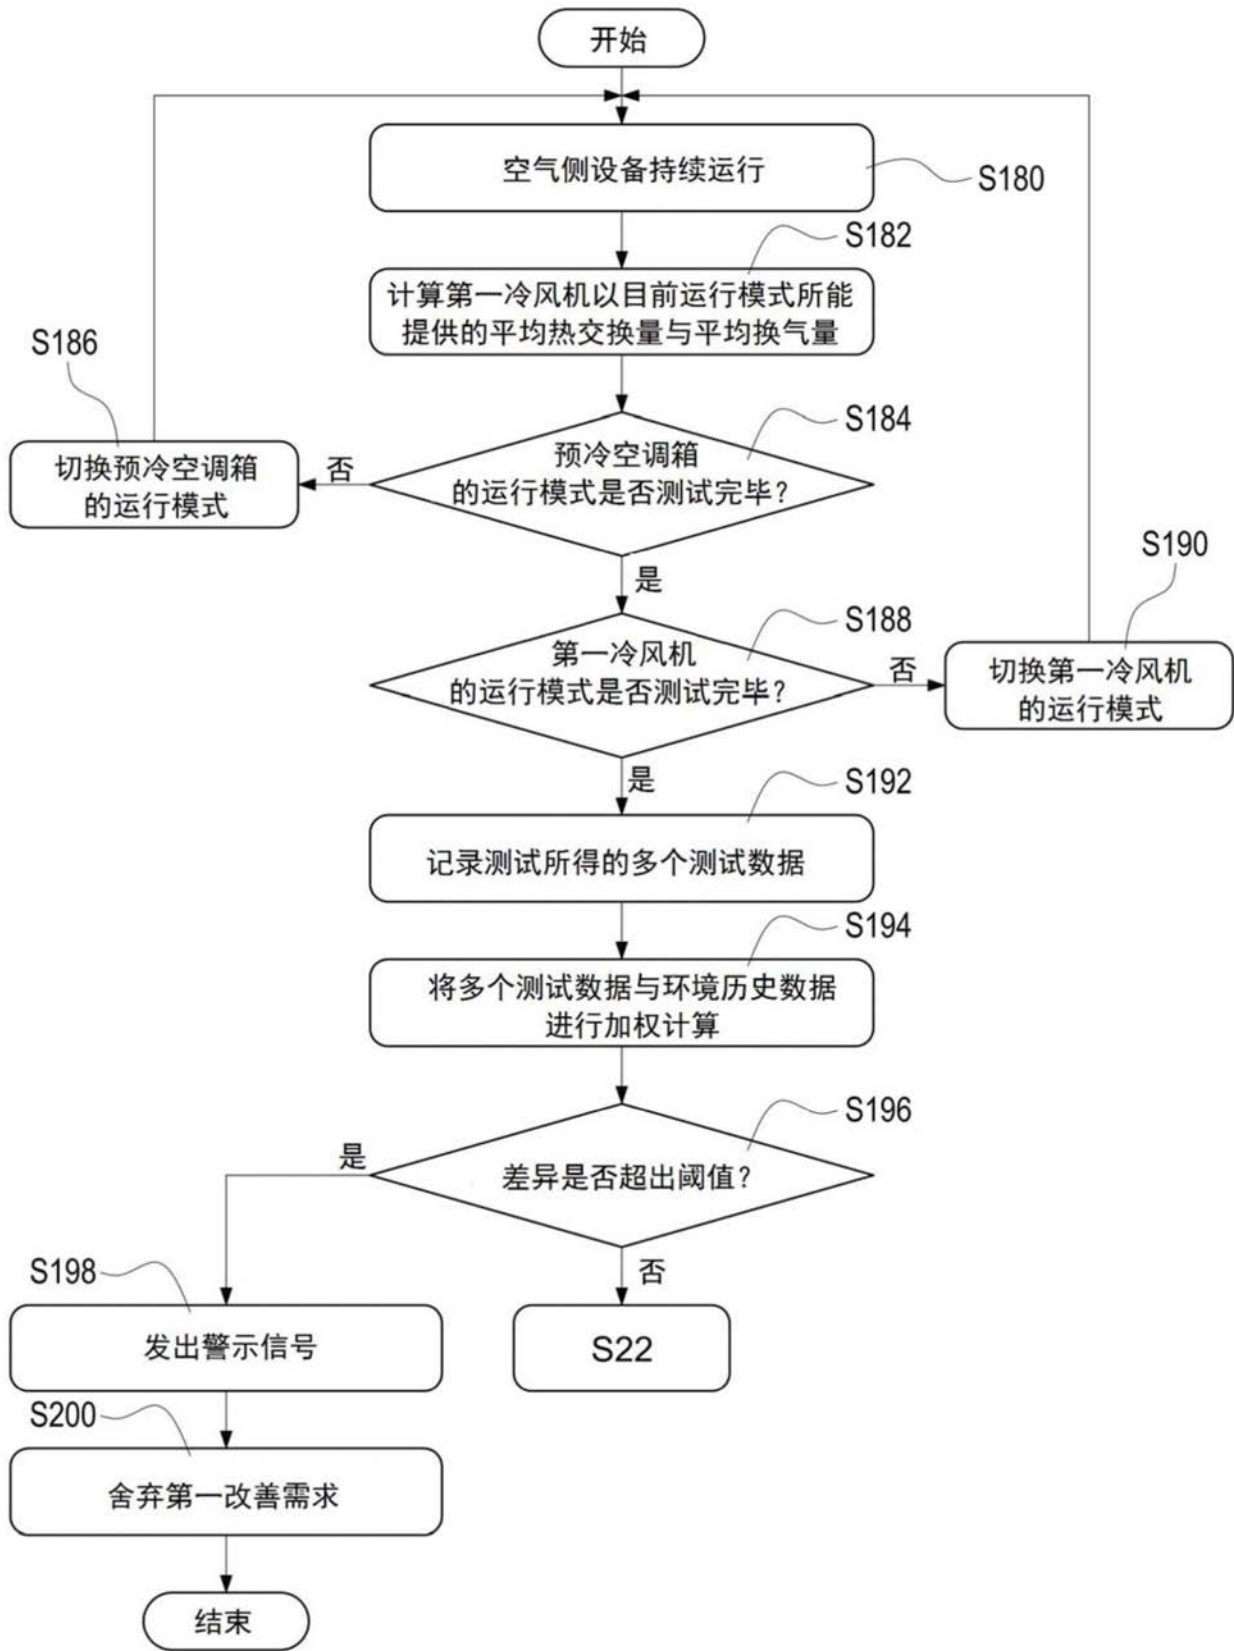 开始
空气侧设备持续运行
S180
S182
计算第一冷风机以目前运行模式所能
提供的平均热交换量与平均换气量
S186
S184
切换预冷空调箱
的运行模式
否
预冷空调箱
的运行模式是否测试完毕？
是
S190
S188
第一冷风机
的运行模式是否测试完毕？
否
切换第一冷风机
的运行模式
是
S192
记录测试所得的多个测试数据
S194
将多个测试数据与环境历史数据
进行加权计算
S196
是
差异是否超出阈值？
否
S198
发出警示信号
S22
S200
舍弃第一改善需求
结束